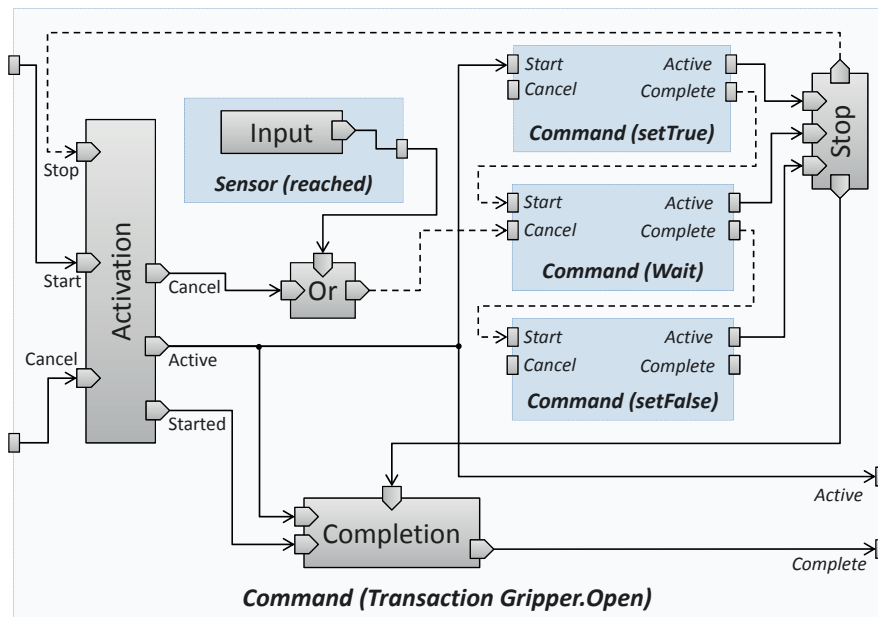 Start
Active
Cancel
Complete
Command (setTrue)
Stop
Input
Sensor (reached)
Stop
Start
Active
Cancel
Complete
Command (Wait)
Activation
Start
Cancel
Or
Start
Active
Cancel
Complete
Command (setFalse)
Cancel
Active
Started
Active
Completion
Complete
Command (Transaction Gripper.Open)